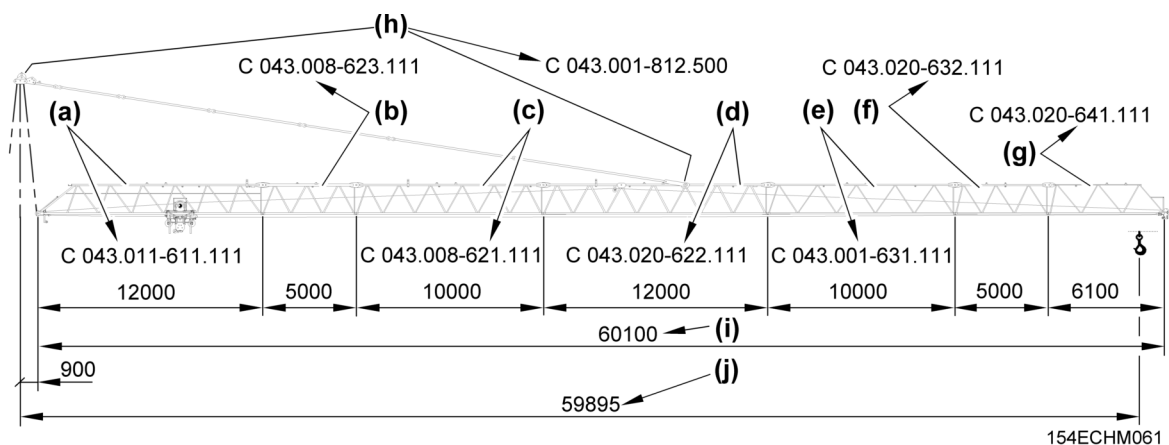 (h)
C 043.008-623.111
C 043.001-812.500
C 043.020-632.111
(a)
(b)
(c)
(d)
(e)
(f)
C 043.020-641.111
(g)
C 043.011-611.111
C 043.008-621.111
C 043.020-622.111
C 043.001-631.111
12000
5000
10000
12000
10000
5000
6100
60100
(i)
900
(j)
59895
154ECHM061